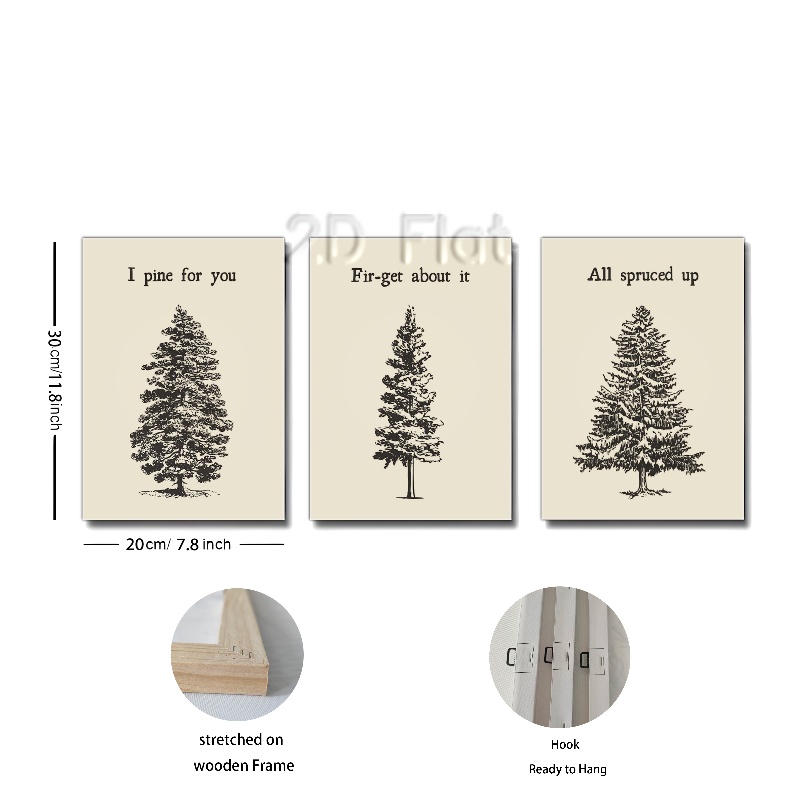 2D Flat
I pine for you
Fir-get about it
All spruced up
30cm/11.8inch
20cm/ 7.8 inch
stretched on
wooden Frame
Hook
Ready to Hang